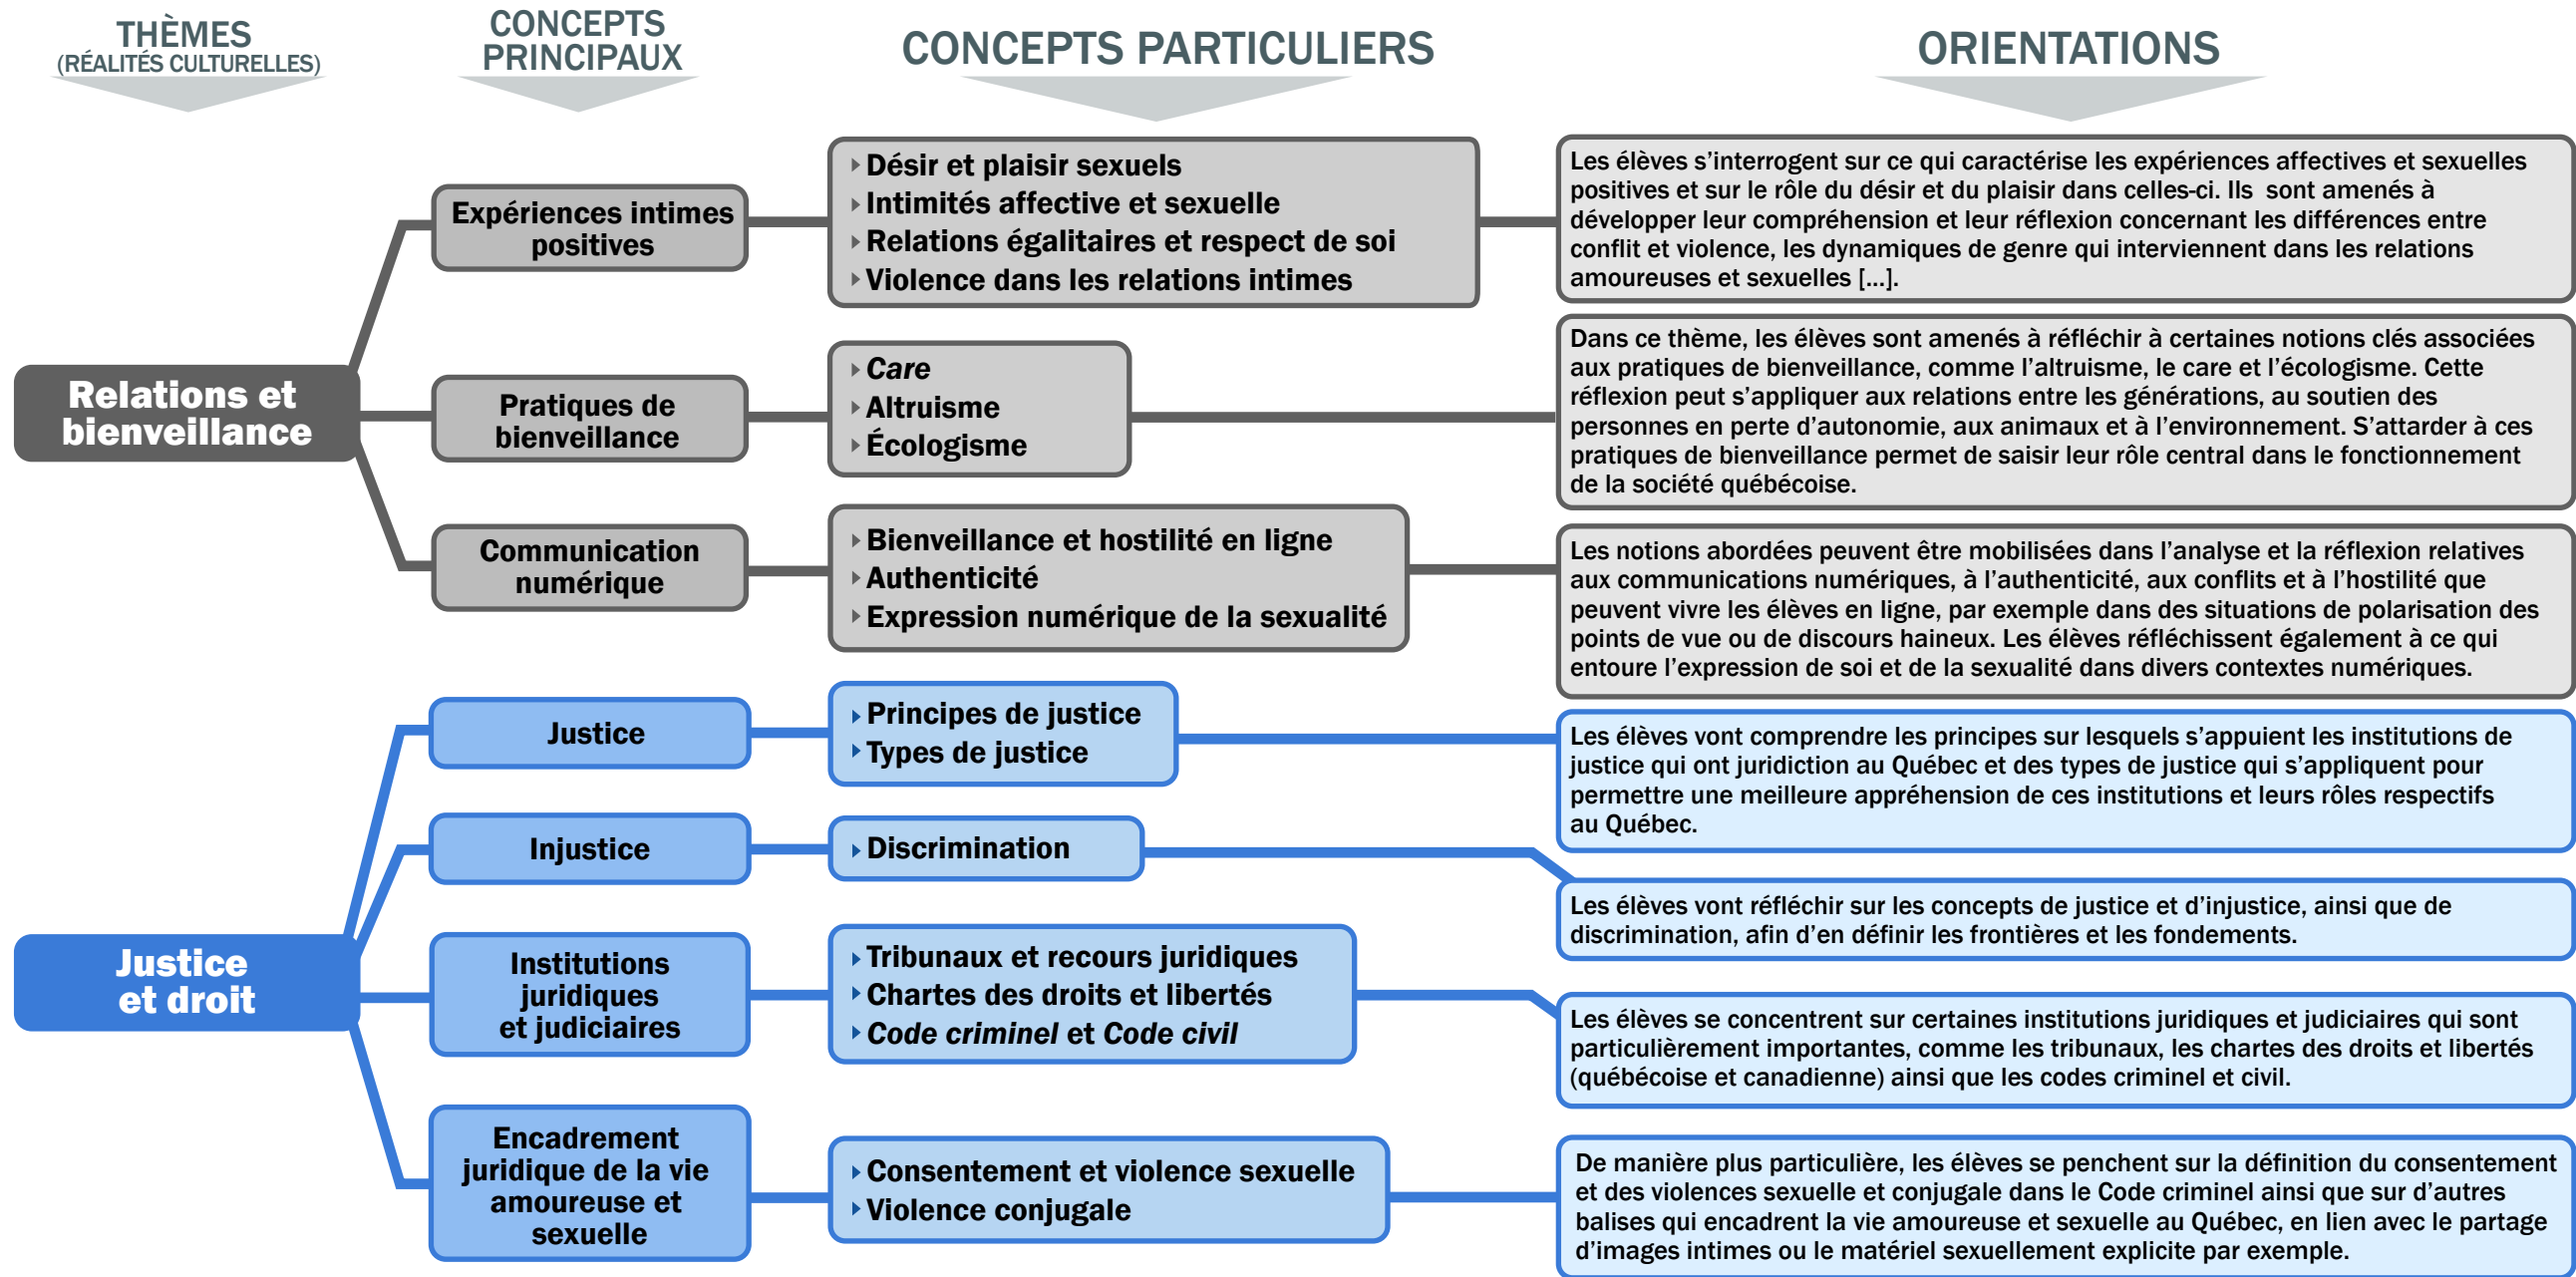 THÈMES
(RÉALITÉS CULTURELLES)
CONCEPTS
PRINCIPAUX
CONCEPTS PARTICULIERS
ORIENTATIONS
Relations et
bienveillance
Expériences intimes
positives
Désir et plaisir sexuels
Intimités affective et sexuelle
Relations égalitaires et respect de soi
Violence dans les relations intimes
Les élèves s’interrogent sur ce qui caractérise les expériences affectives et sexuelles
positives et sur le rôle du désir et du plaisir dans celles-ci. Ils sont amenés à
développer leur compréhension et leur réflexion concernant les différences entre
conflit et violence, les dynamiques de genre qui interviennent dans les relations
amoureuses et sexuelles [...].
Pratiques de
bienveillance
Care
Altruisme
Écologisme
Dans ce thème, les élèves sont amenés à réfléchir à certaines notions clés associées
aux pratiques de bienveillance, comme l’altruisme, le care et l’écologisme. Cette
réflexion peut s’appliquer aux relations entre les générations, au soutien des
personnes en perte d’autonomie, aux animaux et à l’environnement. S’attarder à ces
pratiques de bienveillance permet de saisir leur rôle central dans le fonctionnement
de la société québécoise.
Communication
numérique
Bienveillance et hostilité en ligne
Authenticité
Expression numérique de la sexualité
Les notions abordées peuvent être mobilisées dans l’analyse et la réflexion relatives
aux communications numériques, à l’authenticité, aux conflits et à l’hostilité que
peuvent vivre les élèves en ligne, par exemple dans des situations de polarisation des
points de vue ou de discours haineux. Les élèves réfléchissent également à ce qui
entoure l’expression de soi et de la sexualité dans divers contextes numériques.
Justice
et droit
Justice
Principes de justice
Types de justice
Les élèves vont comprendre les principes sur lesquels s’appuient les institutions de
justice qui ont juridiction au Québec et des types de justice qui s’appliquent pour
permettre une meilleure appréhension de ces institutions et leurs rôles respectifs
au Québec.
Injustice
Discrimination
Les élèves vont réfléchir sur les concepts de justice et d’injustice, ainsi que de
discrimination, afin d’en définir les frontières et les fondements.
Institutions
juridiques
et judiciaires
Tribunaux et recours juridiques
Chartes des droits et libertés
Code criminel et Code civil
Les élèves se concentrent sur certaines institutions juridiques et judiciaires qui sont
particulièrement importantes, comme les tribunaux, les chartes des droits et libertés
(québécoise et canadienne) ainsi que les codes criminel et civil.
Encadrement
juridique de la vie
amoureuse et
sexuelle
Consentement et violence sexuelle
Violence conjugale
De manière plus particulière, les élèves se penchent sur la définition du consentement
et des violences sexuelle et conjugale dans le Code criminel ainsi que sur d’autres
balises qui encadrent la vie amoureuse et sexuelle au Québec, en lien avec le partage
d’images intimes ou le matériel sexuellement explicite par exemple.